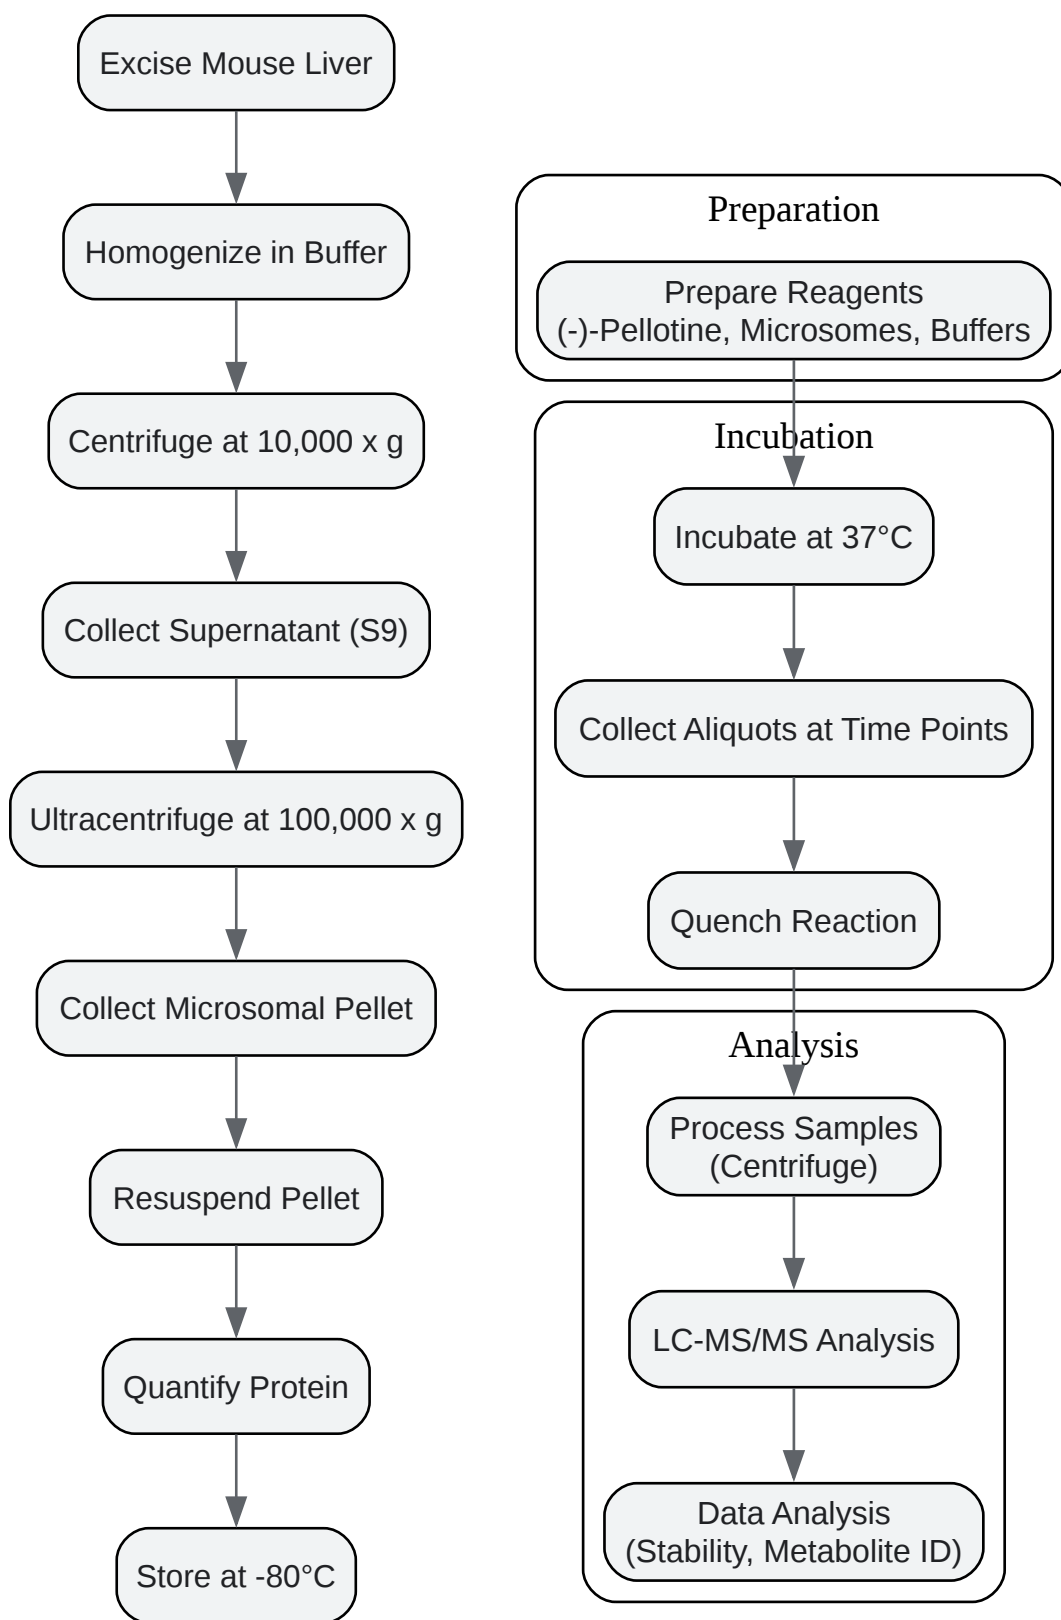 Excise Mouse Liver
Homogenize in Buffer
Centrifuge at 10,000 x g
Collect Supernatant (S9)
Ultracentrifuge at 100,000 x g
Collect Microsomal Pellet
Resuspend Pellet
Quantify Protein
Store at -80°C
Preparation
Prepare Reagents
(-)-Pellotine, Microsomes, Buffers
Incubation
Incubate at 37°C
Collect Aliquots at Time Points
Quench Reaction
Analysis
Process Samples
(Centrifuge)
LC-MS/MS Analysis
Data Analysis
(Stability, Metabolite ID)